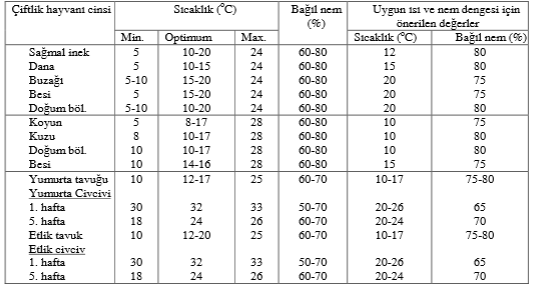 Çiftlik hayvanı cinsi Sıcaklık (°C) Bağıl nem (%) Uygun ısı ve nem dengesi için önerilen değerler
Min. Optimum Max. Sıcaklık (°C) Bağıl nem (%)
Sağmal inek 5 10-20 24 60-80 12 80
Dana 5 10-15 24 60-80 15 80
Buzağı 5-10 15-20 24 60-80 20 75
Besi 5 15-20 24 60-80 20 75
Doğum böl. 5-10 10-20 24 60-80 20 80
Koyun 5 8-17 28 60-80 10 75
Kuzu 8 10-17 28 60-80 10 80
Doğum böl. 10 10-17 28 60-80 10 80
Besi 10 14-16 28 60-80 15 75
Yumurta tavuğu 10 12-17 25 60-70 10-17 75-80
Yumurta Civcivi
1. hafta 30 32 33 50-70 20-26 65
5. hafta 18 24 26 60-70 20-24 70
Etlik tavuk 10 12-20 25 60-70 10-17 75-80
Etlik civciv
1. hafta 30 32 33 50-70 20-26 65
5. hafta 18 24 26 60-70 20-24 70